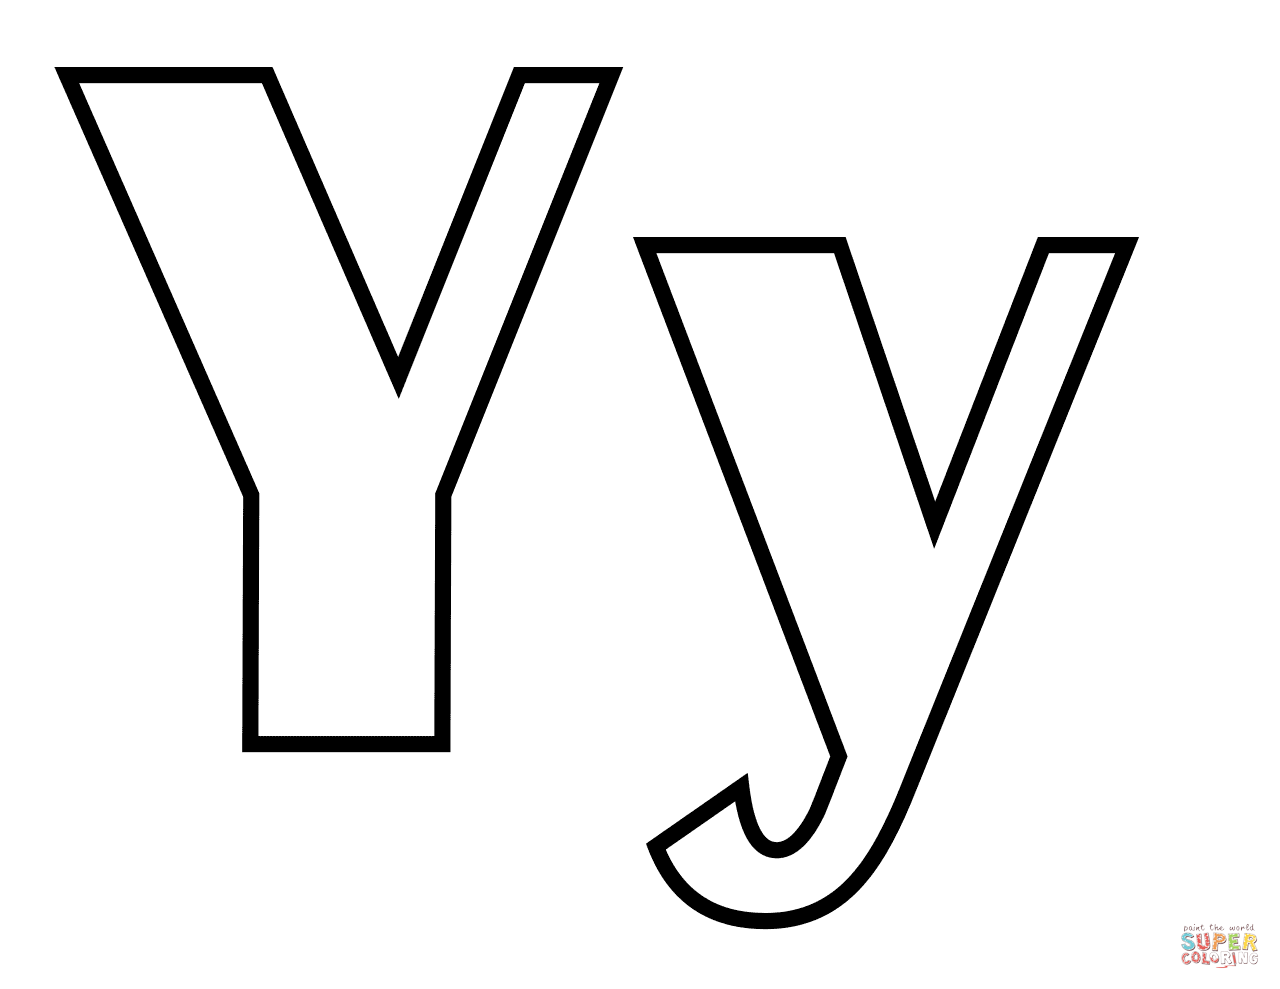 Yy
paint the world
SUPER
COLORING